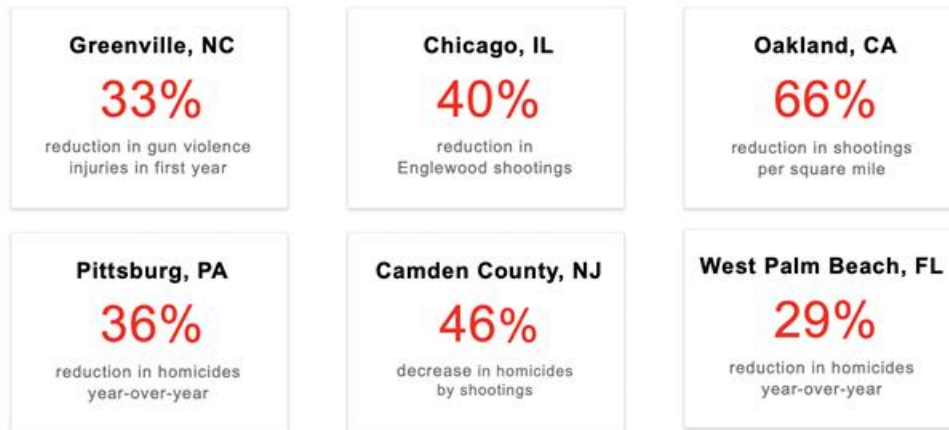 Greenville, NC
33%
reduction in gun violence
injuries in first year
Chicago, IL
40%
reduction in
Englewood shootings
Oakland, CA
66%
reduction in shootings
per square mile
Pittsburg, PA
36%
reduction in homicides
year-over-year
Camden County, NJ
46%
decrease in homicides
by shootings
West Palm Beach, FL
29%
reduction in homicides
year-over-year